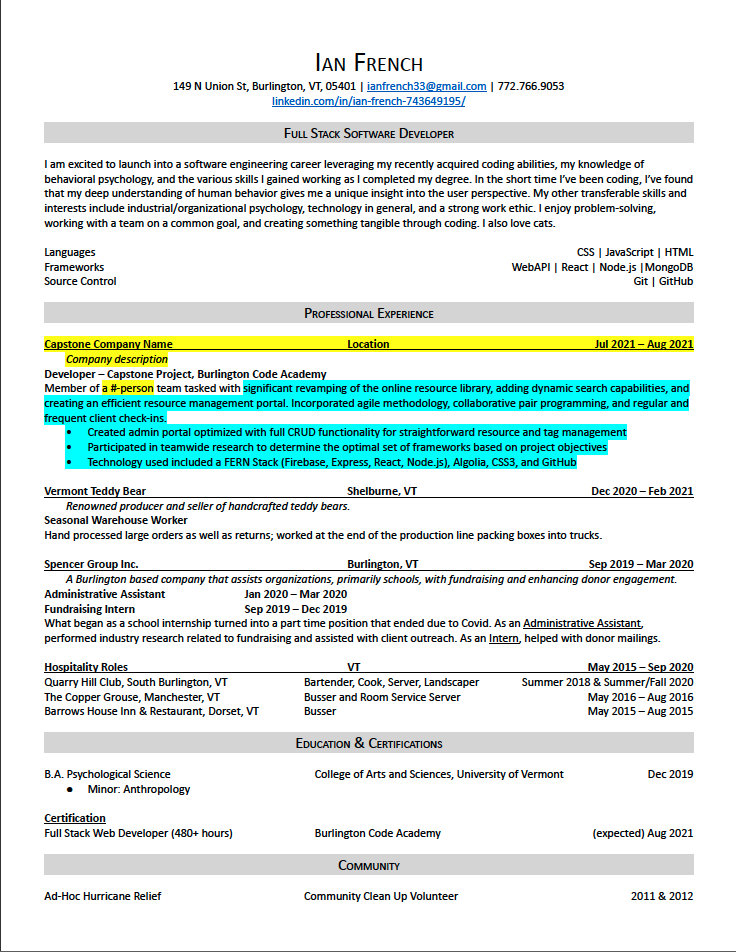 Ian French
149 N Union St, Burlington, VT, 05401 | ianfrench33@gmail.com | 772.766.9053
linkedin.com/in/ian-french-743649195/
Full Stack Software Developer
I am excited to launch into a software engineering career leveraging my recently acquired coding abilities, my knowledge of
behavioral psychology, and the various skills I gained working as I completed my degree. In the short time I've been coding, I've found
that my deep understanding of human behavior gives me a unique insight into the user perspective. My other transferable skills and
interests include industrial/organizational psychology, technology in general, and a strong work ethic. I enjoy problem-solving,
working with a team on a common goal, and creating something tangible through coding. I also love cats.
Languages CSS | JavaScript | HTML
Frameworks WebAPI | React | Node.js |MongoDB
Source Control Git | GitHub
Professional Experience
Capstone Company Name Location Jul 2021 – Aug 2021
Company description
Developer – Capstone Project, Burlington Code Academy
Member of a #-person team tasked with significant revamping of the online resource library, adding dynamic search capabilities, and
creating an efficient resource management portal. Incorporated agile methodology, collaborative pair programming, and regular and
frequent client check-ins.
• Created admin portal optimized with full CRUD functionality for straightforward resource and tag management
• Participated in teamwide research to determine the optimal set of frameworks based on project objectives
• Technology used included a FERN Stack (Firebase, Express, React, Node.js), Algolia, CSS3, and GitHub
Vermont Teddy Bear Shelburne, VT Dec 2020 – Feb 2021
Renowned producer and seller of handcrafted teddy bears.
Seasonal Warehouse Worker
Hand processed large orders as well as returns; worked at the end of the production line packing boxes into trucks.
Spencer Group Inc. Burlington, VT Sep 2019 – Mar 2020
A Burlington based company that assists organizations, primarily schools, with fundraising and enhancing donor engagement.
Administrative Assistant Jan 2020 – Mar 2020
Fundraising Intern Sep 2019 – Dec 2019
What began as a school internship turned into a part time position that ended due to Covid. As an Administrative Assistant,
performed industry research related to fundraising and assisted with client outreach. As an Intern, helped with donor mailings.
Hospitality Roles VT May 2015 – Sep 2020
Quarry Hill Club, South Burlington, VT Bartender, Cook, Server, Landscaper Summer 2018 & Summer/Fall 2020
The Copper Grouse, Manchester, VT Busser and Room Service Server May 2016 – Aug 2016
Barrows House Inn & Restaurant, Dorset, VT Busser May 2015 – Aug 2015
Education & Certifications
B.A. Psychological Science College of Arts and Sciences, University of Vermont Dec 2019
• Minor: Anthropology
Certification
Full Stack Web Developer (480+ hours) Burlington Code Academy (expected) Aug 2021
Community
Ad-Hoc Hurricane Relief Community Clean Up Volunteer 2011 & 2012